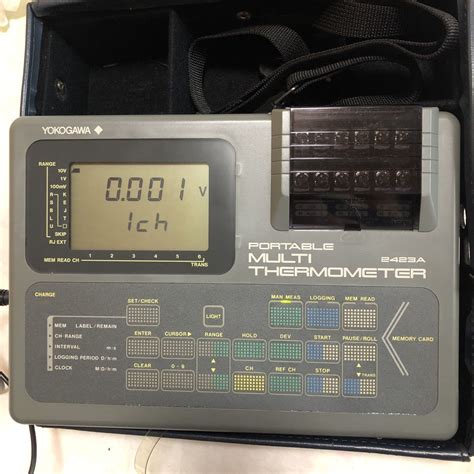 YOKOGAWA
RANGE
10V
1V
100mV
R K
S E
B J
L T
U
SKIP
RJ EXT
0.001 V
1ch
1 2 3 4 5 6
MEM READ CH
TRANS
PORTABLE
MULTI 2423A
THERMOMETER
CHARGE
SET/CHECK
LIGHT
MAN MEAS LOGGING MEM READ
MEM LABEL/REMAIN
CH-RANGE
INTERVAL m·s
LOGGING PERIOD D/h·m
CLOCK M·D/h·m
ENTER CURSOR RANGE HOLD DEV START PAUSE/ROLL
MEMORY CARD
CLEAR 0-9 CH REF CH STOP TRANS